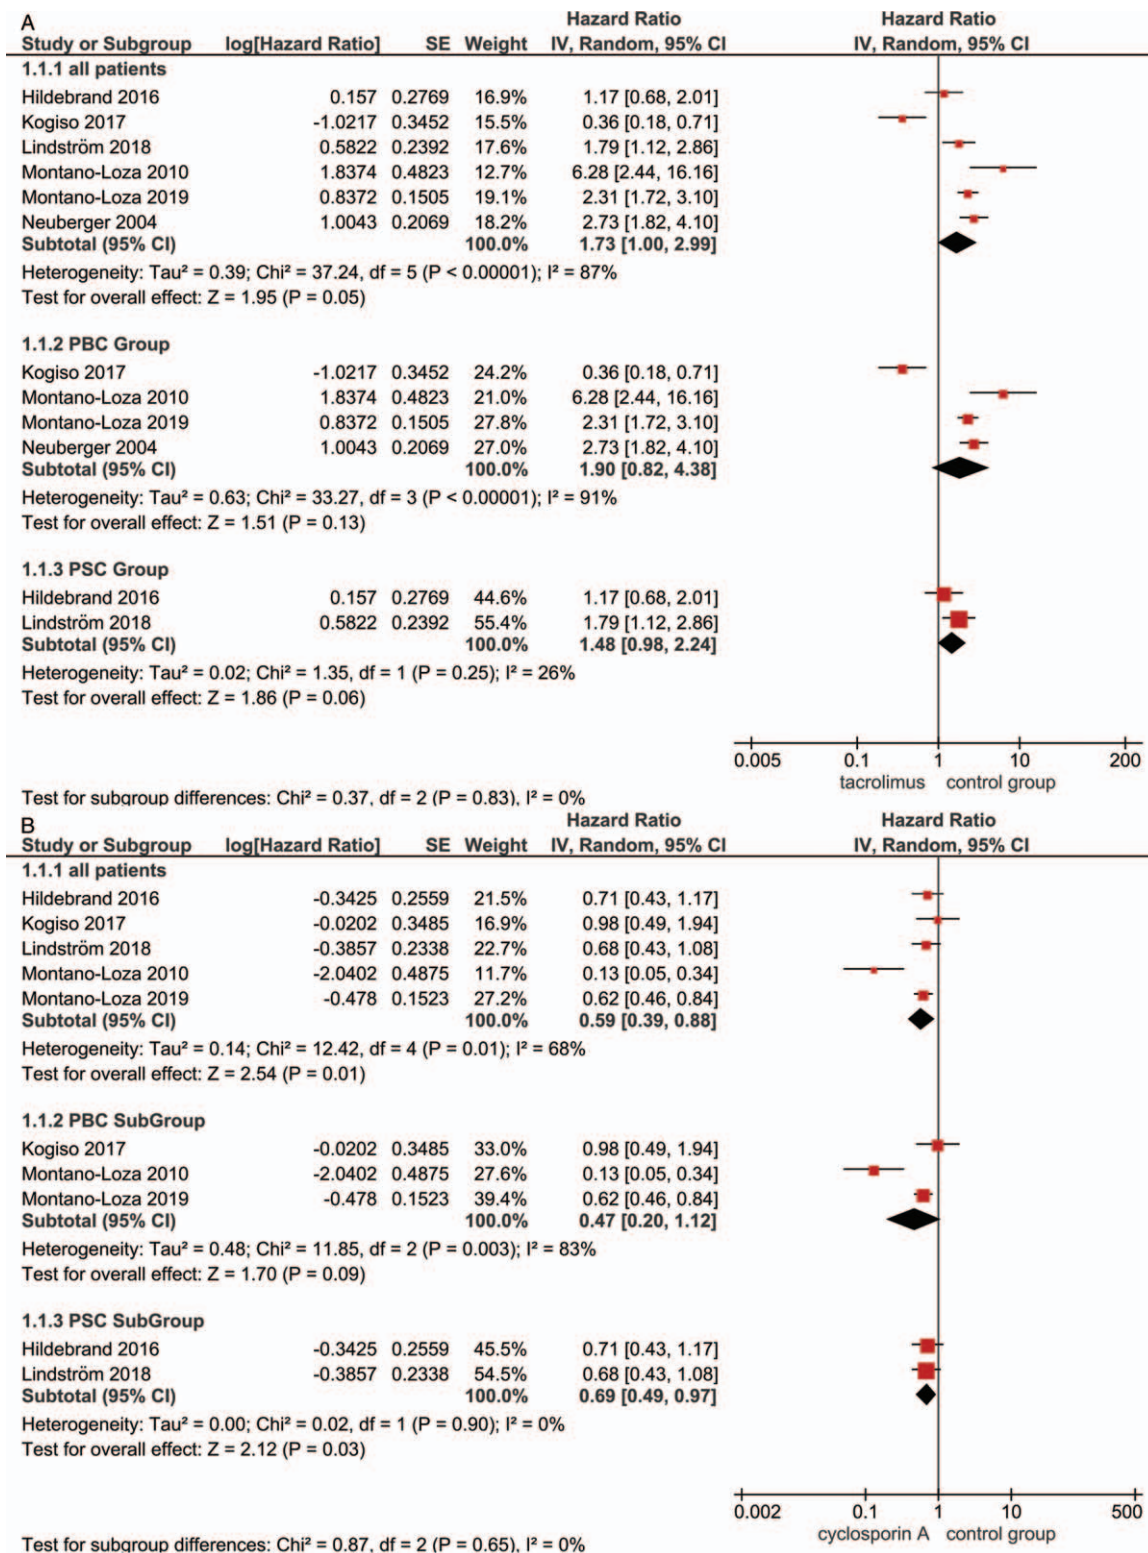 A
Hazard Ratio Hazard Ratio
Study or Subgroup log[Hazard Ratio] SE Weight IV, Random, 95% CI IV, Random, 95% CI
1.1.1 all patients
Hildebrand 2016 0.157 0.2769 16.9% 1.17 [0.68, 2.01]
Kogiso 2017 -1.0217 0.3452 15.5% 0.36 [0.18, 0.71]
Lindström 2018 0.5822 0.2392 17.6% 1.79 [1.12, 2.86]
Montano-Loza 2010 1.8374 0.4823 12.7% 6.28 [2.44, 16.16]
Montano-Loza 2019 0.8372 0.1505 19.1% 2.31 [1.72, 3.10]
Neuberger 2004 1.0043 0.2069 18.2% 2.73 [1.82, 4.10]
Subtotal (95% CI) 100.0% 1.73 [1.00, 2.99]
Heterogeneity: Tau² = 0.39; Chi² = 37.24, df = 5 (P < 0.00001); I² = 87%
Test for overall effect: Z = 1.95 (P = 0.05)
1.1.2 PBC Group
Kogiso 2017 -1.0217 0.3452 24.2% 0.36 [0.18, 0.71]
Montano-Loza 2010 1.8374 0.4823 21.0% 6.28 [2.44, 16.16]
Montano-Loza 2019 0.8372 0.1505 27.8% 2.31 [1.72, 3.10]
Neuberger 2004 1.0043 0.2069 27.0% 2.73 [1.82, 4.10]
Subtotal (95% CI) 100.0% 1.90 [0.82, 4.38]
Heterogeneity: Tau² = 0.63; Chi² = 33.27, df = 3 (P < 0.00001); I² = 91%
Test for overall effect: Z = 1.51 (P = 0.13)
1.1.3 PSC Group
Hildebrand 2016 0.157 0.2769 44.6% 1.17 [0.68, 2.01]
Lindström 2018 0.5822 0.2392 55.4% 1.79 [1.12, 2.86]
Subtotal (95% CI) 100.0% 1.48 [0.98, 2.24]
Heterogeneity: Tau² = 0.02; Chi² = 1.35, df = 1 (P = 0.25); I² = 26%
Test for overall effect: Z = 1.86 (P = 0.06)
0.005 0.1 1 10 200
tacrolimus control group
Test for subgroup differences: Chi² = 0.37, df = 2 (P = 0.83), I² = 0%
B
Hazard Ratio Hazard Ratio
Study or Subgroup log[Hazard Ratio] SE Weight IV, Random, 95% CI IV, Random, 95% CI
1.1.1 all patients
Hildebrand 2016 -0.3425 0.2559 21.5% 0.71 [0.43, 1.17]
Kogiso 2017 -0.0202 0.3485 16.9% 0.98 [0.49, 1.94]
Lindström 2018 -0.3857 0.2338 22.7% 0.68 [0.43, 1.08]
Montano-Loza 2010 -2.0402 0.4875 11.7% 0.13 [0.05, 0.34]
Montano-Loza 2019 -0.478 0.1523 27.2% 0.62 [0.46, 0.84]
Subtotal (95% CI) 100.0% 0.59 [0.39, 0.88]
Heterogeneity: Tau² = 0.14; Chi² = 12.42, df = 4 (P = 0.01); I² = 68%
Test for overall effect: Z = 2.54 (P = 0.01)
1.1.2 PBC SubGroup
Kogiso 2017 -0.0202 0.3485 33.0% 0.98 [0.49, 1.94]
Montano-Loza 2010 -2.0402 0.4875 27.6% 0.13 [0.05, 0.34]
Montano-Loza 2019 -0.478 0.1523 39.4% 0.62 [0.46, 0.84]
Subtotal (95% CI) 100.0% 0.47 [0.20, 1.12]
Heterogeneity: Tau² = 0.48; Chi² = 11.85, df = 2 (P = 0.003); I² = 83%
Test for overall effect: Z = 1.70 (P = 0.09)
1.1.3 PSC SubGroup
Hildebrand 2016 -0.3425 0.2559 45.5% 0.71 [0.43, 1.17]
Lindström 2018 -0.3857 0.2338 54.5% 0.68 [0.43, 1.08]
Subtotal (95% CI) 100.0% 0.69 [0.49, 0.97]
Heterogeneity: Tau² = 0.00; Chi² = 0.02, df = 1 (P = 0.90); I² = 0%
Test for overall effect: Z = 2.12 (P = 0.03)
0.002 0.1 1 10 500
cyclosporin A control group
Test for subgroup differences: Chi² = 0.87, df = 2 (P = 0.65), I² = 0%